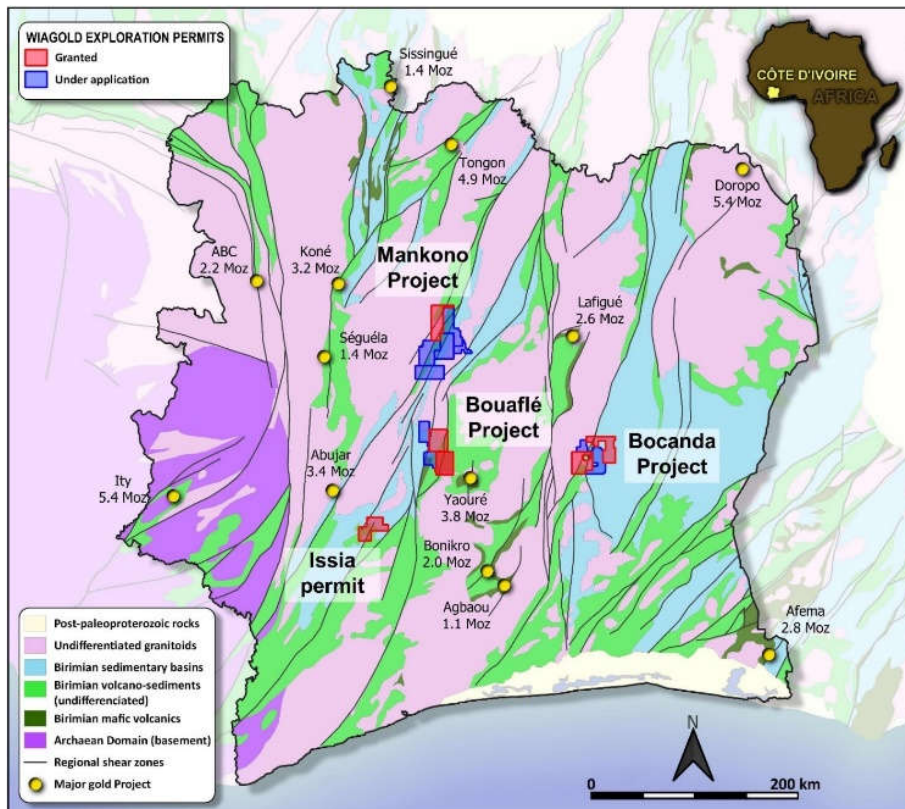 WIAGOLD EXPLORATION PERMITS
Granted
Under application
CÔTE D'IVOIRE
AFRICA
Sissingué
1.4 Moz
Tongon
4.9 Moz
Doropo
5.4 Moz
ABC
2.2 Moz
Koné
3.2 Moz
Mankono
Project
Lafigué
2.6 Moz
Séguéla
1.4 Moz
Bouaflé
Project
Bocanda
Project
Abujar
3.4 Moz
Ity
5.4 Moz
Yaouré
3.8 Moz
Issia
permit
Bonikro
2.0 Moz
Agbaou
1.1 Moz
Afema
2.8 Moz
Post-paleoproterozoic rocks
Undifferentiated granitoids
Birimian sedimentary basins
Birimian volcano-sediments
(undifferenciated)
Birimian mafic volcanics
Archaean Domain (basement)
Regional shear zones
Major gold Project
N
0 200 km